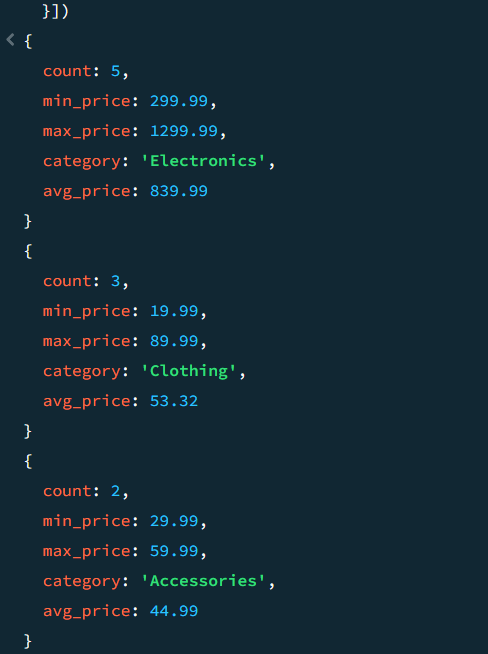 }])
{
count: 5,
min_price: 299.99,
max_price: 1299.99,
category: 'Electronics',
avg_price: 839.99
}
{
count: 3,
min_price: 19.99,
max_price: 89.99,
category: 'Clothing',
avg_price: 53.32
}
{
count: 2,
min_price: 29.99,
max_price: 59.99,
category: 'Accessories',
avg_price: 44.99
}